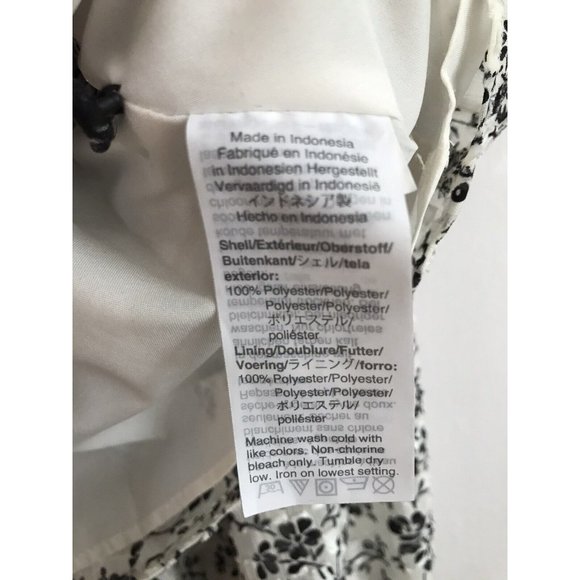 Made in Indonesia
Fabriqué en Indonésie
in Indonesien Hergestellt
Vervaardigd in Indonesië
インドネシア製
Hecho en Indonesia
Shell/Extérieur/Oberstoff/
Buitenkant/シェル/tela
exterior:
100% Polyester/Polyester/
Polyester/Polyester/
ポリエステル/
poliéster
Lining/Doublure/Futter/
Voering/ライニング/forro:
100% Polyester/Polyester/
Polyester/Polyester/
ポリエステル/
poliéster
Machine wash cold with
like colors. Non-chlorine
bleach only. Tumble dry
low. Iron on lowest setting.